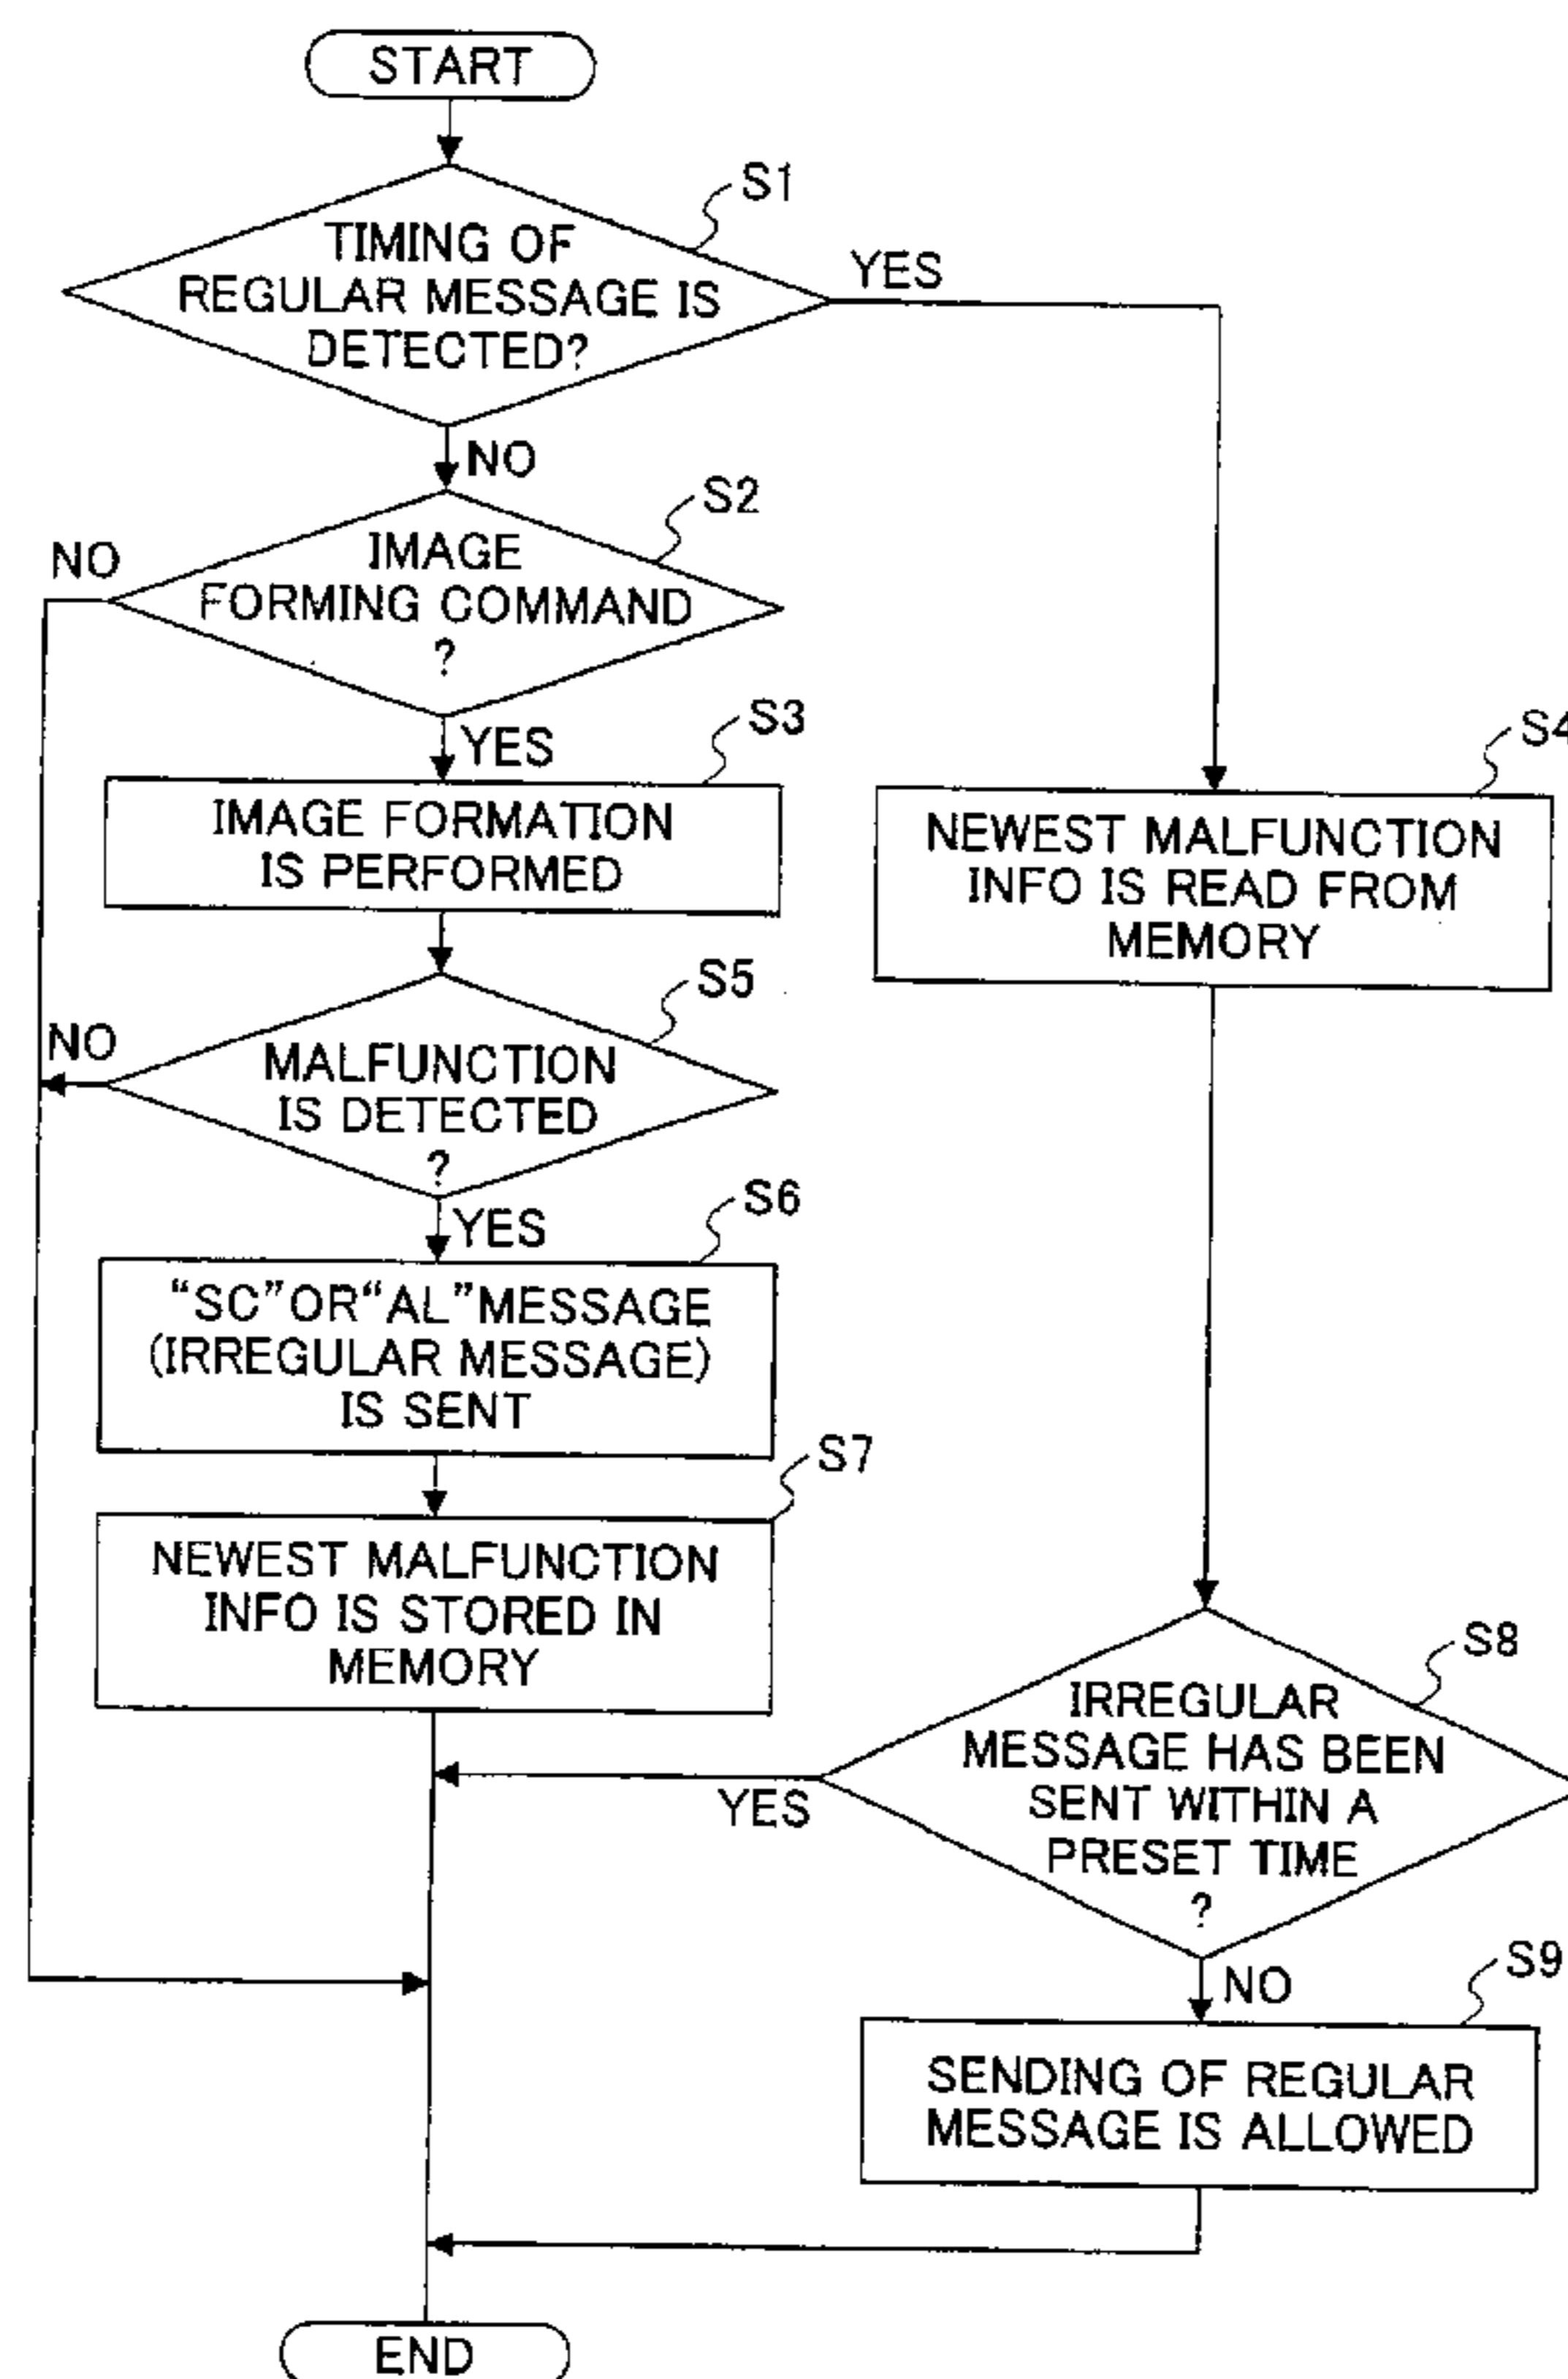 START
S1
TIMING OF
REGULAR MESSAGE IS
DETECTED?
YES
NO
S2
IMAGE
FORMING COMMAND
?
NO
YES
S3
IMAGE FORMATION
IS PERFORMED
S4
NEWEST MALFUNCTION
INFO IS READ FROM
MEMORY
S5
MALFUNCTION
IS DETECTED
?
NO
YES
S6
“SC”OR“AL”MESSAGE
(IRREGULAR MESSAGE)
IS SENT
S7
NEWEST MALFUNCTION
INFO IS STORED IN
MEMORY
S8
IRREGULAR
MESSAGE HAS BEEN
SENT WITHIN A
PRESET TIME
?
YES
NO
S9
SENDING OF REGULAR
MESSAGE IS ALLOWED
END